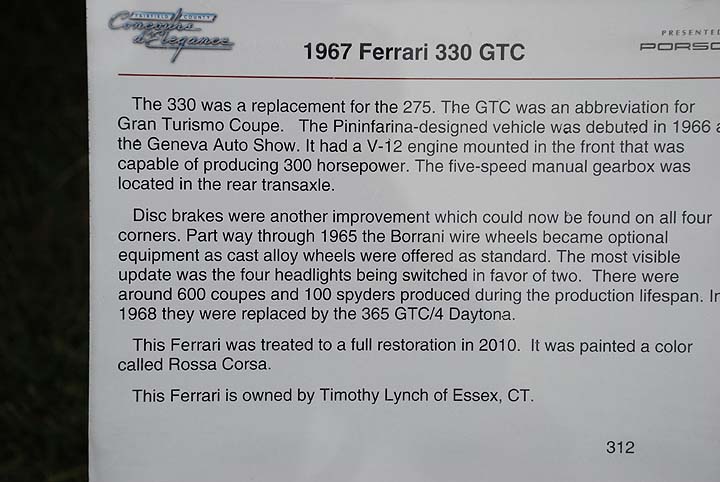 FAIRFIELD COUNTY
Concours
d'Elegance
PRESENTED
PORSC
1967 Ferrari 330 GTC
The 330 was a replacement for the 275. The GTC was an abbreviation for
Gran Turismo Coupe. The Pininfarina-designed vehicle was debuted in 1966 a
the Geneva Auto Show. It had a V-12 engine mounted in the front that was
capable of producing 300 horsepower. The five-speed manual gearbox was
located in the rear transaxle.
Disc brakes were another improvement which could now be found on all four
corners. Part way through 1965 the Borrani wire wheels became optional
equipment as cast alloy wheels were offered as standard. The most visible
update was the four headlights being switched in favor of two. There were
around 600 coupes and 100 spyders produced during the production lifespan. In
1968 they were replaced by the 365 GTC/4 Daytona.
This Ferrari was treated to a full restoration in 2010. It was painted a color
called Rossa Corsa.
This Ferrari is owned by Timothy Lynch of Essex, CT.
312